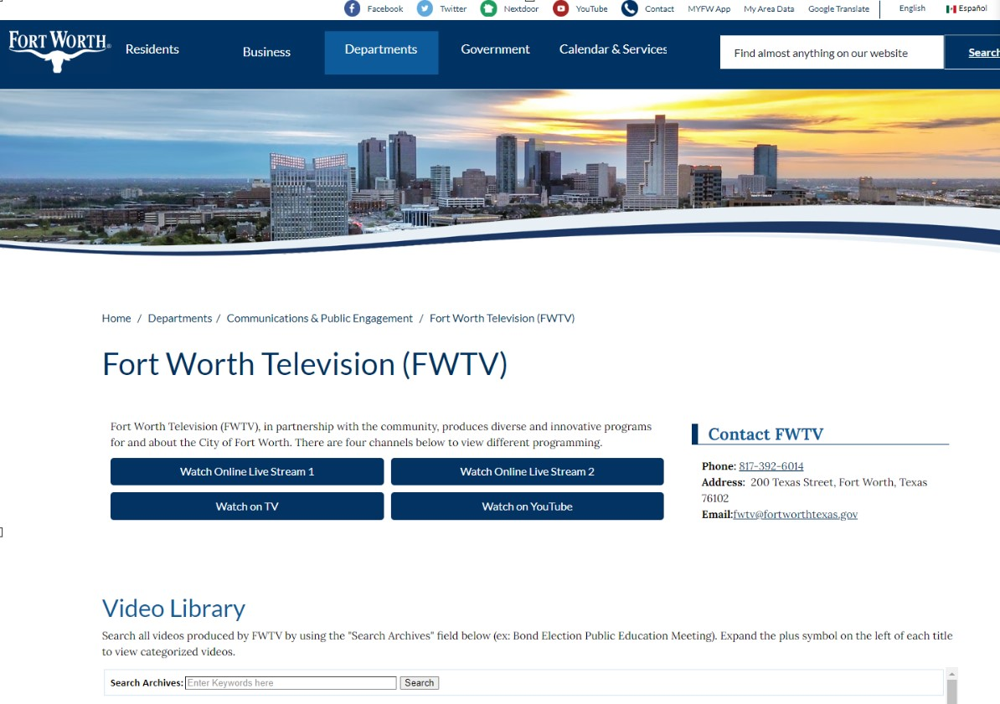 Facebook Twitter Nextdoor YouTube Contact MYFW App My Area Data Google Translate English Español
FORT WORTH®
Residents Business Departments Government Calendar & Services
Find almost anything on our website Search
Home / Departments / Communications & Public Engagement / Fort Worth Television (FWTV)
Fort Worth Television (FWTV)
Fort Worth Television (FWTV), in partnership with the community, produces diverse and innovative programs
for and about the City of Fort Worth. There are four channels below to view different programming.
Watch Online Live Stream 1 Watch Online Live Stream 2
Watch on TV Watch on YouTube
Contact FWTV
Phone: 817-392-6014
Address: 200 Texas Street, Fort Worth, Texas
76102
Email:fwtv@fortworthtexas.gov
Video Library
Search all videos produced by FWTV by using the "Search Archives" field below (ex: Bond Election Public Education Meeting). Expand the plus symbol on the left of each title
to view categorized videos.
Search Archives: Enter Keywords here Search